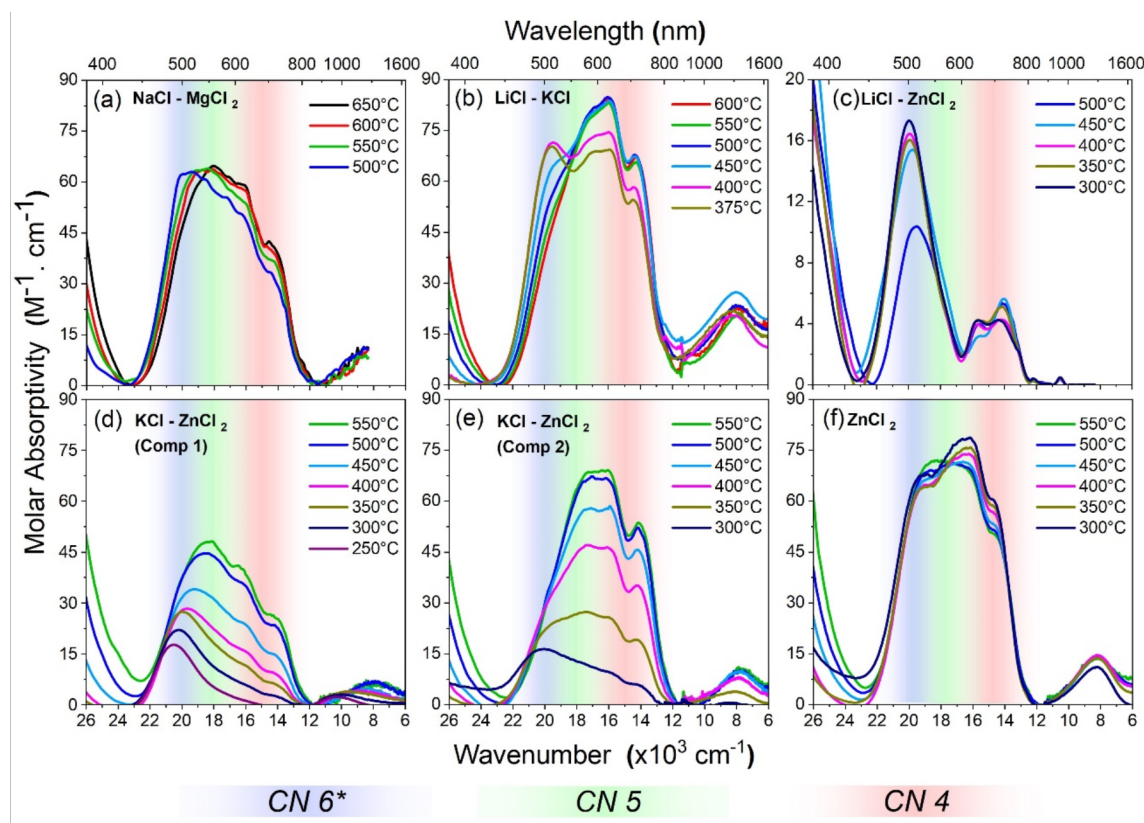 Wavelength (nm)
400 500 600 800 1000 1600
400 500 600 800 1000 1600
400 500 600 800 1000 1600
Molar Absorptivity (M⁻¹ . cm⁻¹)
90
75
60
45
30
15
0
(a) NaCl - MgCl₂
650°C
600°C
550°C
500°C
90
75
60
45
30
15
0
(b) LiCl - KCl
600°C
550°C
500°C
450°C
400°C
375°C
20
16
12
8
4
0
(c) LiCl - ZnCl₂
500°C
450°C
400°C
350°C
300°C
90
75
60
45
30
15
0
(d) KCl - ZnCl₂
(Comp 1)
550°C
500°C
450°C
400°C
350°C
300°C
250°C
26 24 22 20 18 16 14 12 10 8 6
90
75
60
45
30
15
0
(e) KCl - ZnCl₂
(Comp 2)
550°C
500°C
450°C
400°C
350°C
300°C
26 24 22 20 18 16 14 12 10 8 6
90
75
60
45
30
15
0
(f) ZnCl₂
550°C
500°C
450°C
400°C
350°C
300°C
26 24 22 20 18 16 14 12 10 8 6
Wavenumber (x10³ cm⁻¹)
CN 6* CN 5 CN 4